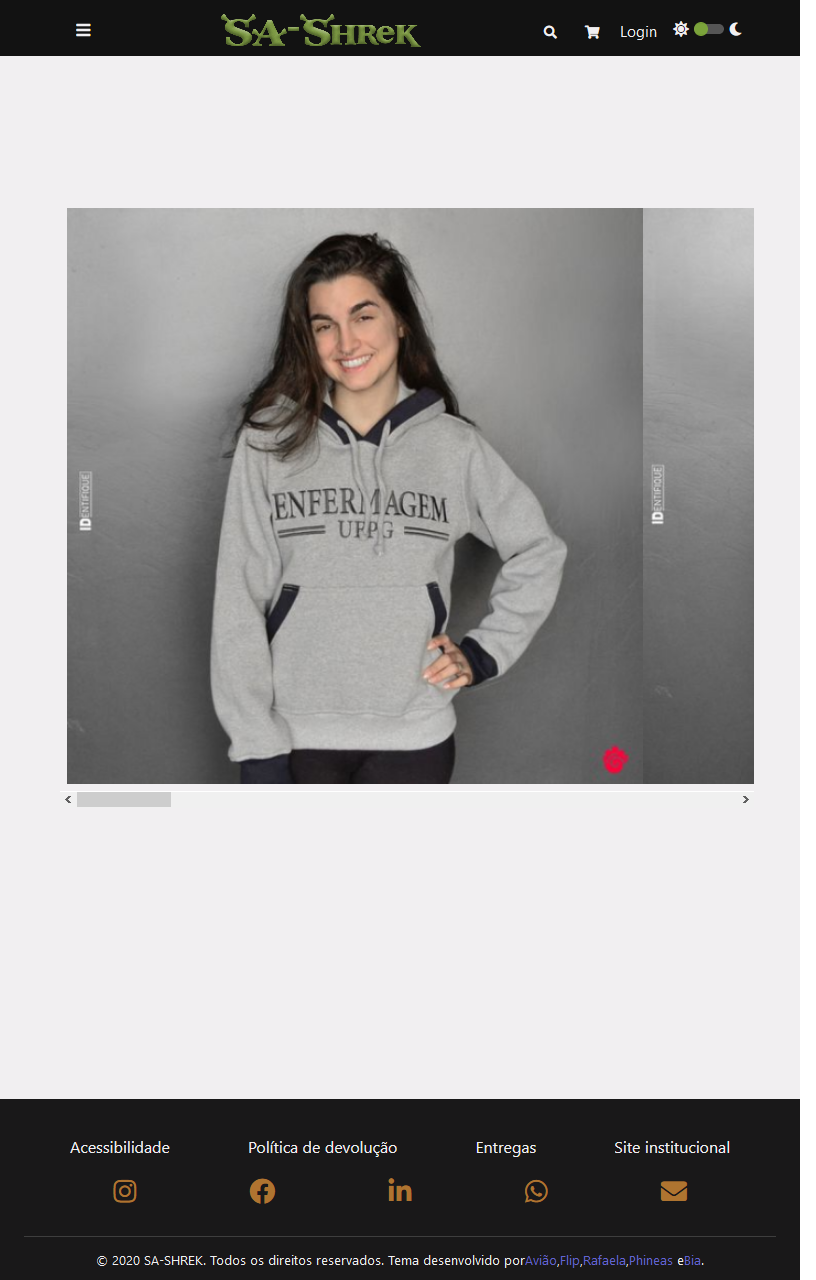 SA-SHREK
Login
ENFERMAGEM
UEPG
IDENTIFIQUE
IDENTIFIQUE
Acessibilidade
Política de devolução
Entregas
Site institucional
© 2020 SA-SHREK. Todos os direitos reservados. Tema desenvolvido porAvião,Flip,Rafaela,Phineas eBia.